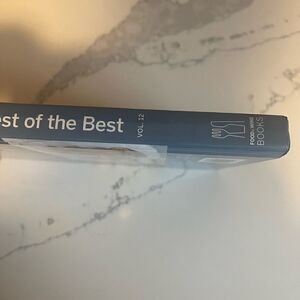 est of the Best
VOL. 12
FOOD&WINE
BOOKS